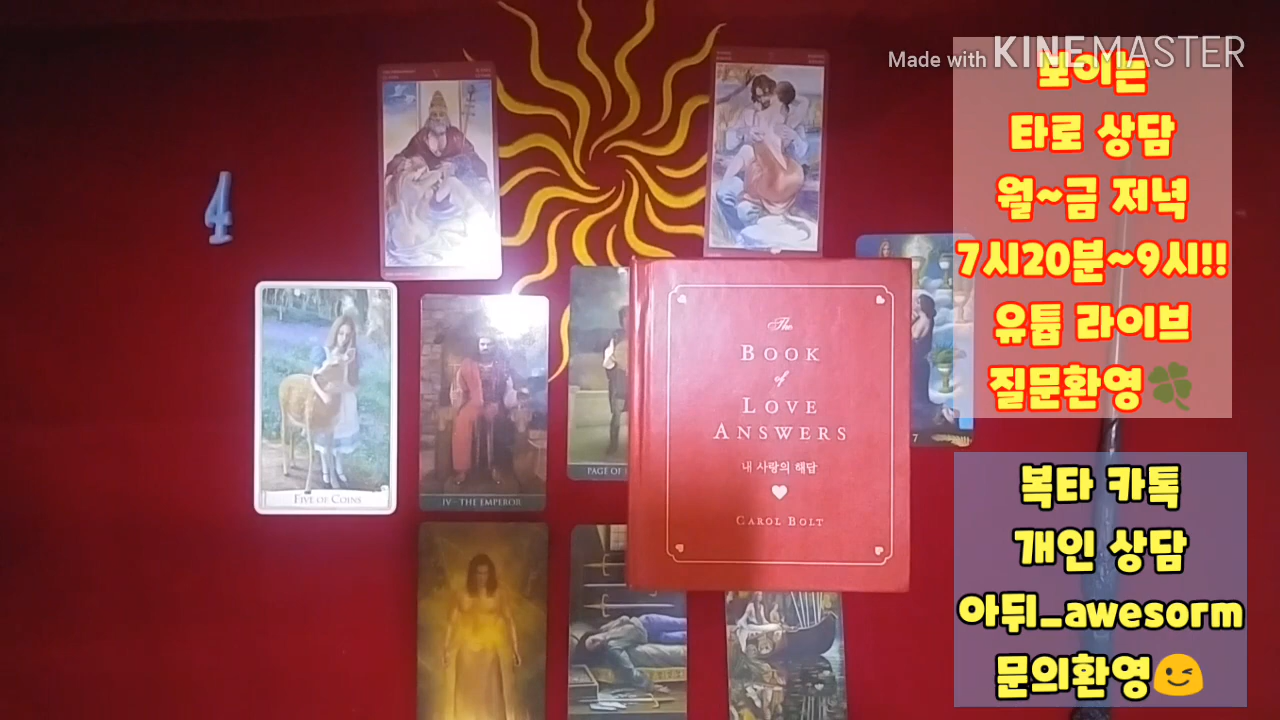 Made with KINEMASTER
보이는
타로 상담
월~금 저녁
7시20분~9시!!
유튭 라이브
질문환영🍀
복타 카톡
개인 상담
아뒤_awesorm
문의환영😉
4
FIVE OF COINS
IV - THE EMPEROR
PAGE OF
The
BOOK
of
LOVE
ANSWERS
내 사랑의 해답
CAROL BOLT
7